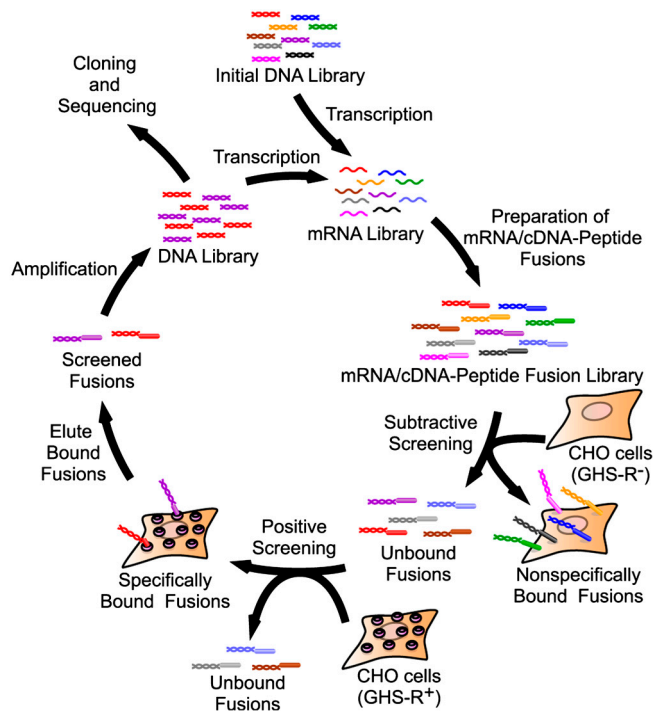 Initial DNA Library
Cloning
and
Sequencing
Transcription
Transcription
DNA Library
mRNA Library
Preparation of
mRNA/cDNA-Peptide
Fusions
Amplification
Screened
Fusions
mRNA/cDNA-Peptide Fusion Library
Subtractive
Screening
CHO cells
(GHS-R⁻)
Elute
Bound
Fusions
Unbound
Fusions
Nonspecifically
Bound Fusions
Positive
Screening
Specifically
Bound Fusions
Unbound
Fusions
CHO cells
(GHS-R⁺)